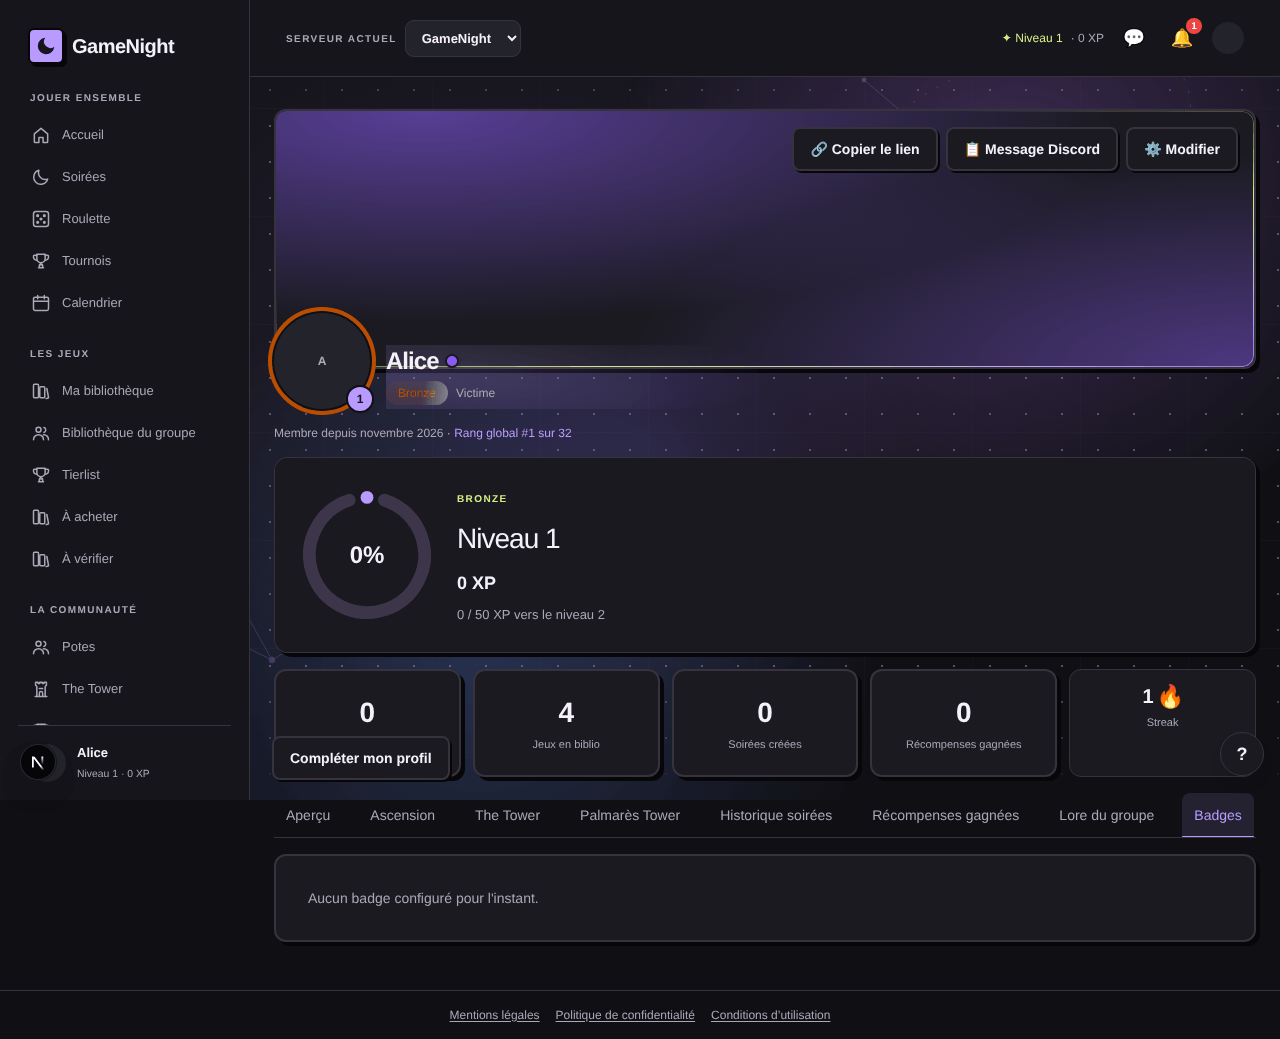 GameNight
SERVEUR ACTUEL
GameNight
✦ Niveau 1 · 0 XP
1
JOUER ENSEMBLE
Accueil
Soirées
Roulette
Tournois
Calendrier
LES JEUX
Ma bibliothèque
Bibliothèque du groupe
Tierlist
À acheter
À vérifier
LA COMMUNAUTÉ
Potes
The Tower
N
Alice
Niveau 1 · 0 XP
Copier le lien
Message Discord
Modifier
A
1
Alice
Bronze
Victime
Membre depuis novembre 2026 · Rang global #1 sur 32
0%
BRONZE
Niveau 1
0 XP
0 / 50 XP vers le niveau 2
0
4
Jeux en biblio
0
Soirées créées
0
Récompenses gagnées
1
Streak
Compléter mon profil
?
Aperçu
Ascension
The Tower
Palmarès Tower
Historique soirées
Récompenses gagnées
Lore du groupe
Badges
Aucun badge configuré pour l'instant.
Mentions légales
Politique de confidentialité
Conditions d’utilisation